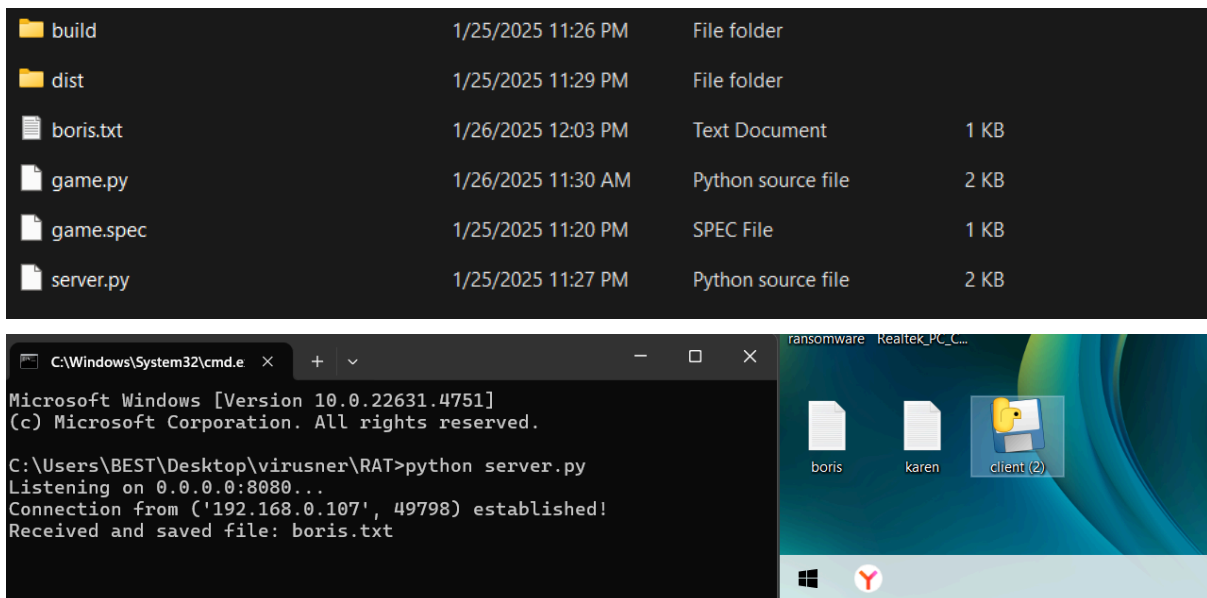 build 1/25/2025 11:26 PM File folder
dist 1/25/2025 11:29 PM File folder
boris.txt 1/26/2025 12:03 PM Text Document 1 KB
game.py 1/26/2025 11:30 AM Python source file 2 KB
game.spec 1/25/2025 11:20 PM SPEC File 1 KB
server.py 1/25/2025 11:27 PM Python source file 2 KB
C:\Windows\System32\cmd.e
Microsoft Windows [Version 10.0.22631.4751]
(c) Microsoft Corporation. All rights reserved.
C:\Users\BEST\Desktop\virusner\RAT>python server.py
Listening on 0.0.0.0:8080...
Connection from ('192.168.0.107', 49798) established!
Received and saved file: boris.txt
ransomware Realtek_PC_C...
boris karen client (2)